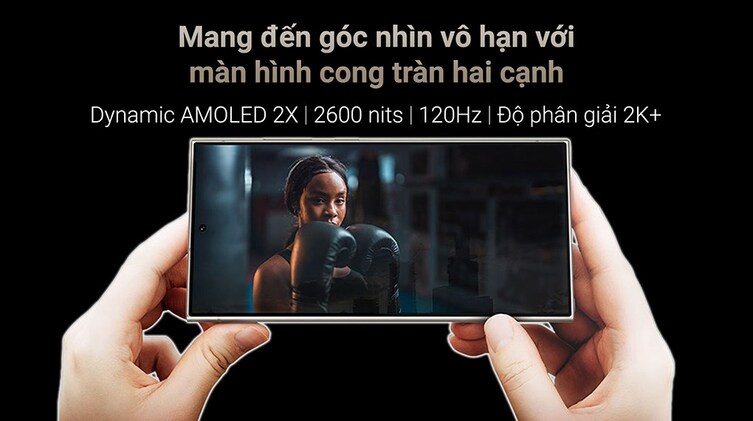 Mang đến góc nhìn vô hạn với
màn hình cong tràn hai cạnh
Dynamic AMOLED 2X | 2600 nits | 120Hz | Độ phân giải 2K+